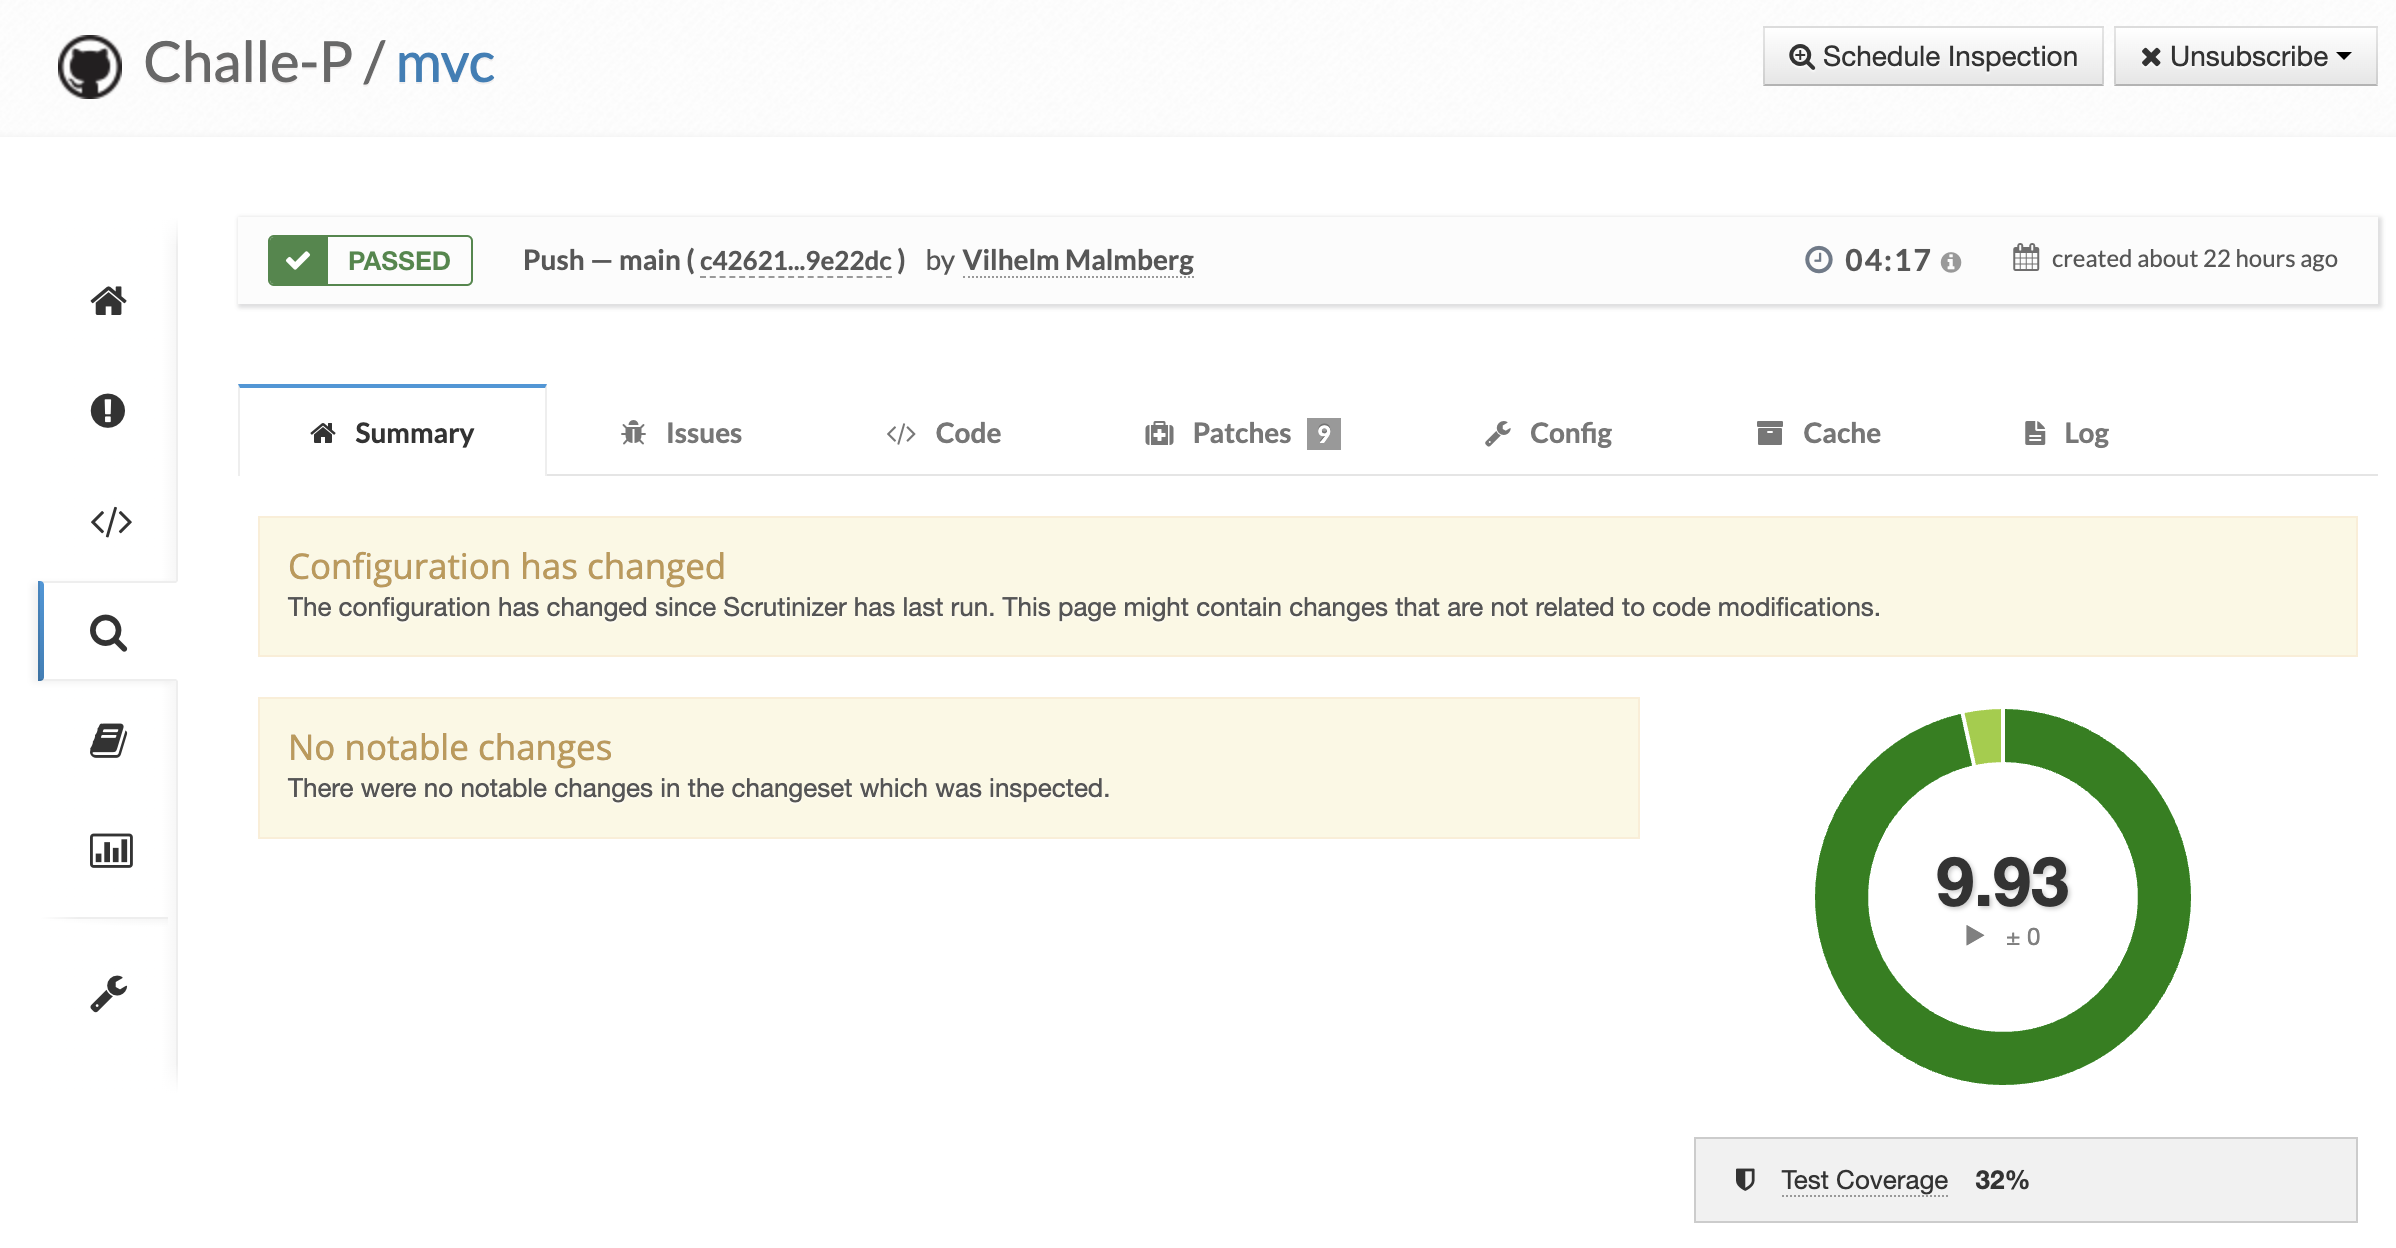 Challe-P / mvc
Schedule Inspection
Unsubscribe
PASSED
Push — main ( c42621...9e22dc ) by Vilhelm Malmberg
04:17
created about 22 hours ago
Summary
Issues
Code
Patches 9
Config
Cache
Log
Configuration has changed
The configuration has changed since Scrutinizer has last run. This page might contain changes that are not related to code modifications.
No notable changes
There were no notable changes in the changeset which was inspected.
9.93
± 0
Test Coverage 32%